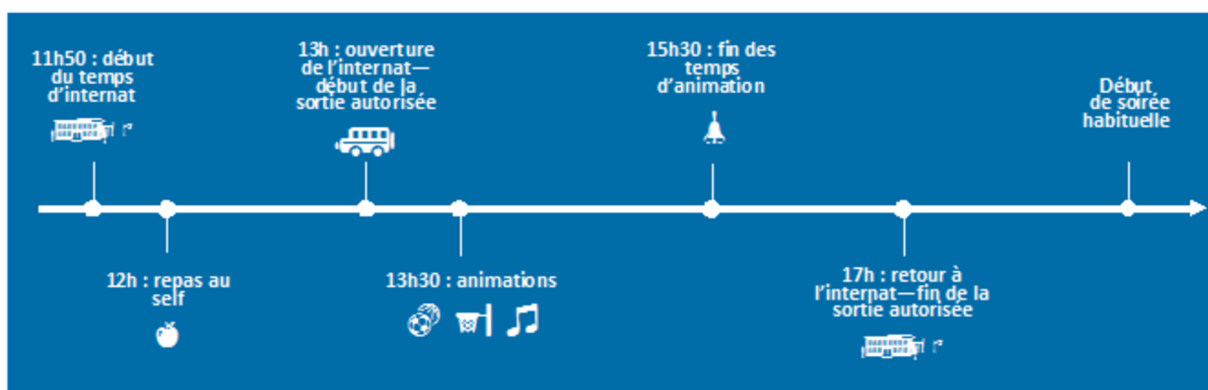 11h50 : début
du temps
d'internat
12h : repas au
self
13h : ouverture
de l'internat—
début de la
sortie autorisée
13h30 : animations
15h30 : fin des
temps
d'animation
17h : retour à
l'internat—fin de la
sortie autorisée
Début
de soirée
habituelle